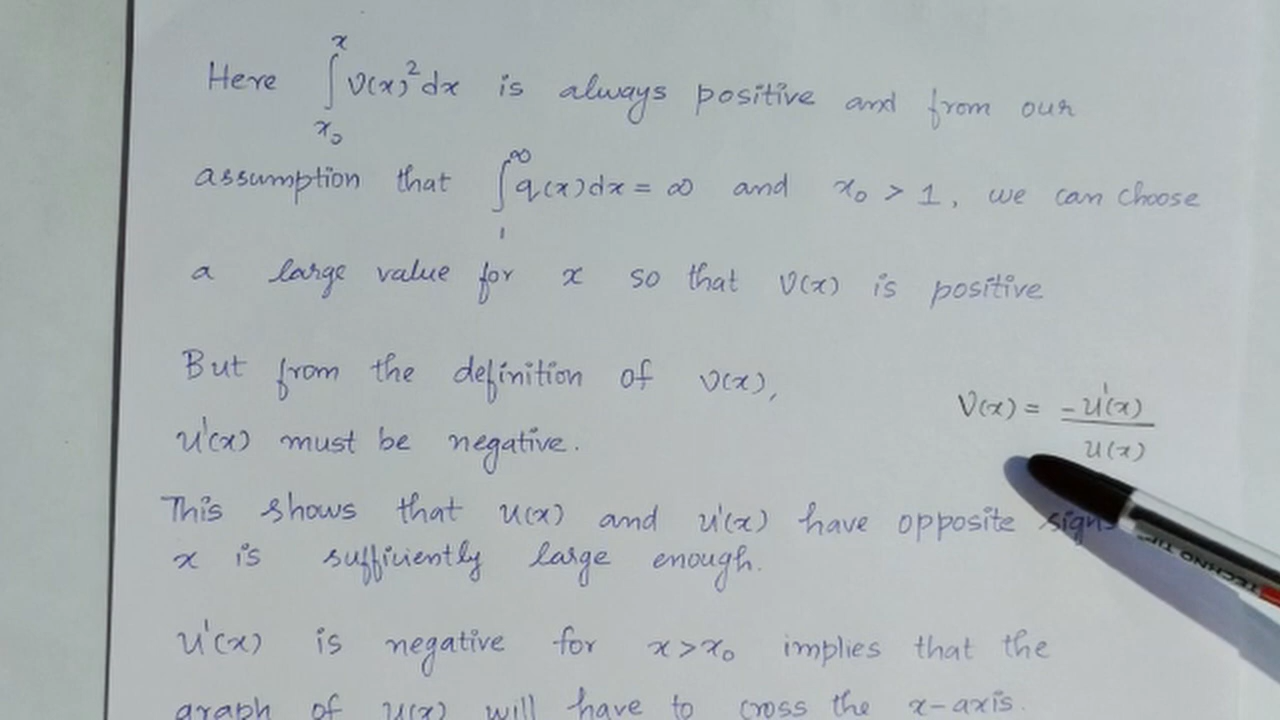 Here ∫_{x₀}^{x} v(x)² dx is always positive and from our
assumption that ∫_{1}^{∞} q(x)dx = ∞ and x₀ > 1, we can choose
a large value for x so that v(x) is positive
But from the definition of v(x),
v(x) = -u'(x) / u(x)
u'(x) must be negative.
This shows that u(x) and u'(x) have opposite signs
x is sufficiently large enough.
u'(x) is negative for x > x₀ implies that the
graph of u(x) will have to cross the x-axis.
TECHNO TIP